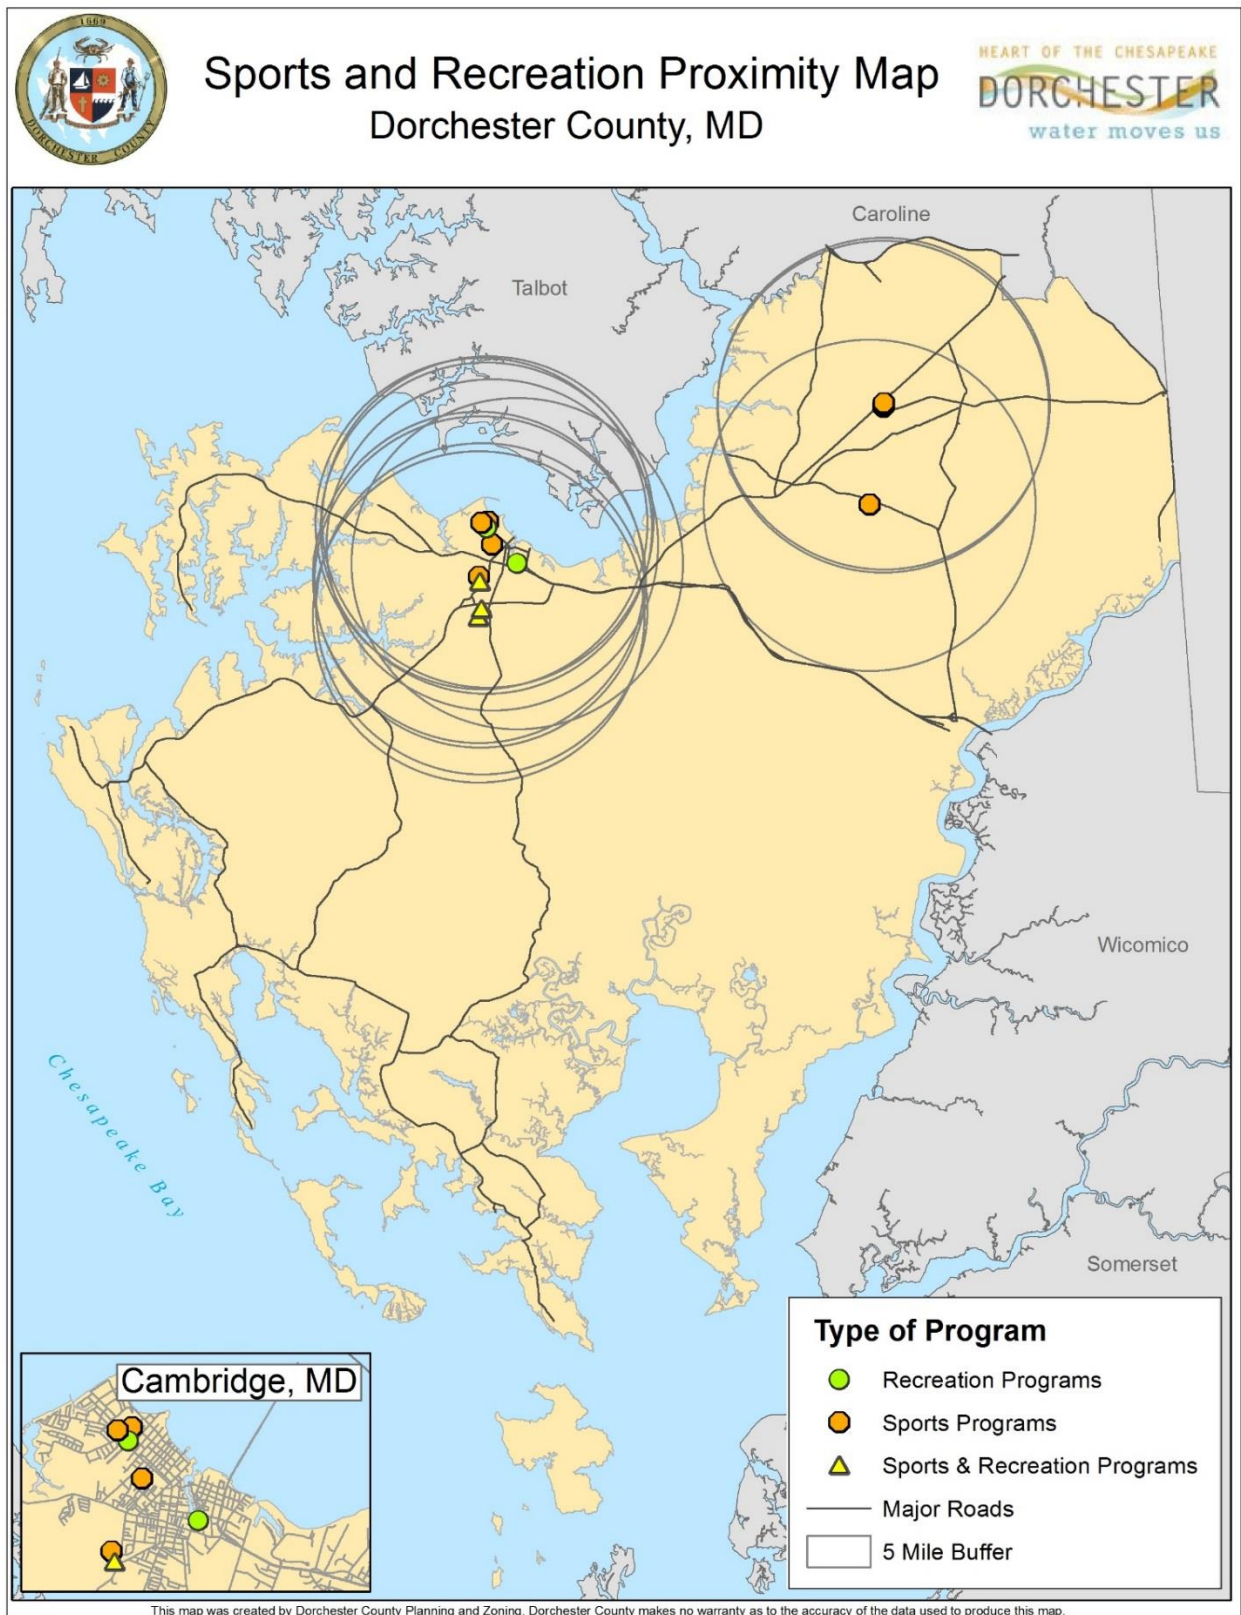 1669
DORCHESTER COUNTY
Sports and Recreation Proximity Map
Dorchester County, MD
HEART OF THE CHESAPEAKE
DORCHESTER
water moves us
Caroline
Talbot
Wicomico
Chesapeake Bay
Somerset
Type of Program
Recreation Programs
Sports Programs
Sports & Recreation Programs
Major Roads
5 Mile Buffer
Cambridge, MD
This map was created by Dorchester County Planning and Zoning. Dorchester County makes no warranty as to the accuracy of the data used to produce this map.